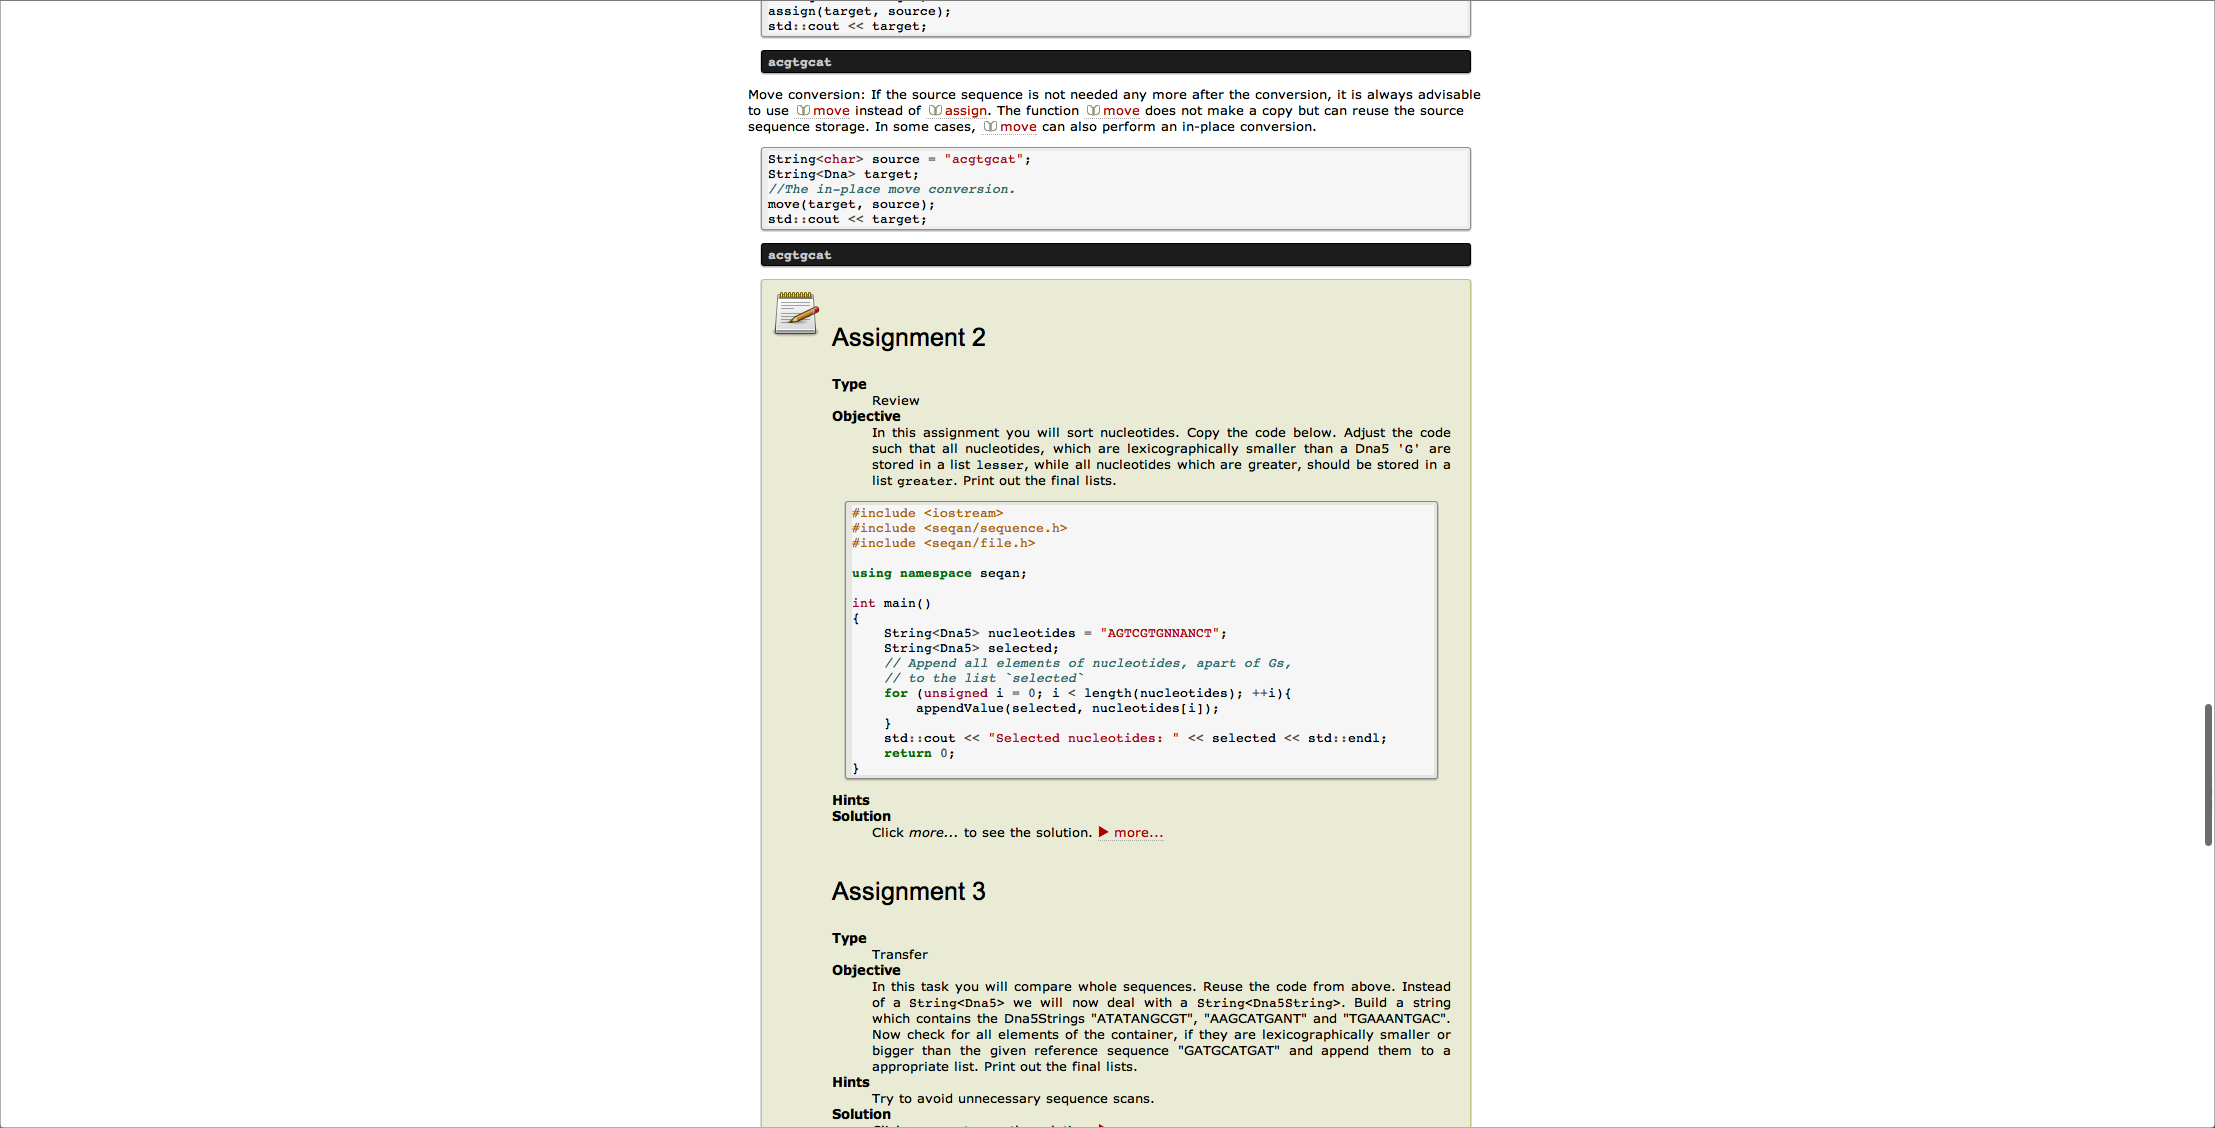 assign(target, source);
std::cout << target;
acgtgcat
Move conversion: If the source sequence is not needed any more after the conversion, it is always advisable
to use move instead of assign. The function move does not make a copy but can reuse the source
sequence storage. In some cases, move can also perform an in-place conversion.
String<char> source = "acgtgcat";
String<Dna> target;
//The in-place move conversion.
move(target, source);
std::cout << target;
acgtgcat
Assignment 2
Type
Review
Objective
In this assignment you will sort nucleotides. Copy the code below. Adjust the code
such that all nucleotides, which are lexicographically smaller than a Dna5 'G' are
stored in a list lesser, while all nucleotides which are greater, should be stored in a
list greater. Print out the final lists.
#include <iostream>
#include <seqan/sequence.h>
#include <seqan/file.h>
using namespace seqan;
int main()
{
    String<Dna5> nucleotides = "AGTCGTGNNANCT";
    String<Dna5> selected;
    // Append all elements of nucleotides, apart of Gs,
    // to the list `selected`
    for (unsigned i = 0; i < length(nucleotides); ++i){
        appendValue(selected, nucleotides[i]);
    }
    std::cout << "Selected nucleotides: " << selected << std::endl;
    return 0;
}
Hints
Solution
Click more... to see the solution. more...
Assignment 3
Type
Transfer
Objective
In this task you will compare whole sequences. Reuse the code from above. Instead
of a String<Dna5> we will now deal with a String<Dna5String>. Build a string
which contains the Dna5Strings "ATATANGCGT", "AAGCATGANT" and "TGAAANTGAC".
Now check for all elements of the container, if they are lexicographically smaller or
bigger than the given reference sequence "GATGCATGAT" and append them to a
appropriate list. Print out the final lists.
Hints
Try to avoid unnecessary sequence scans.
Solution